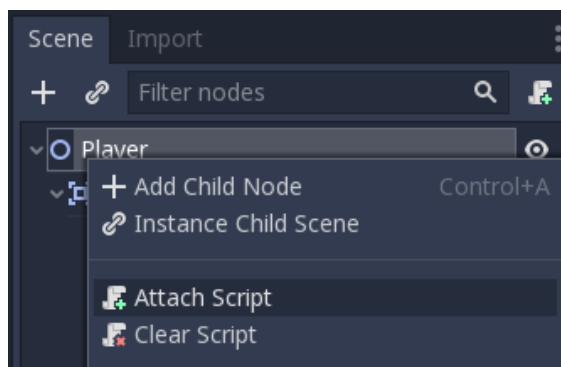 Scene Import
Filter nodes
Player
Add Child Node Control+A
Instance Child Scene
Attach Script
Clear Script